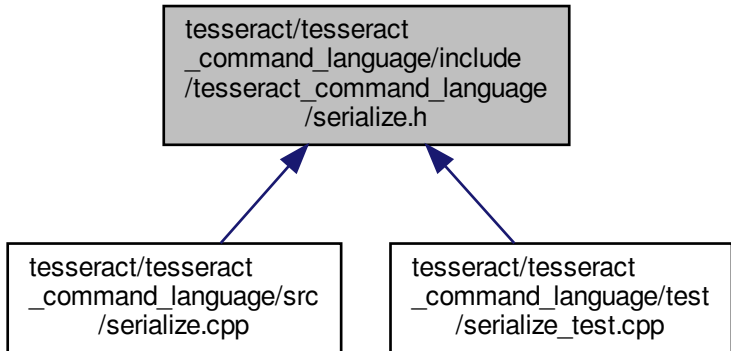 tesseract/tesseract
_command_language/include
/tesseract_command_language
/serialize.h
tesseract/tesseract
_command_language/src
/serialize.cpp
tesseract/tesseract
_command_language/test
/serialize_test.cpp